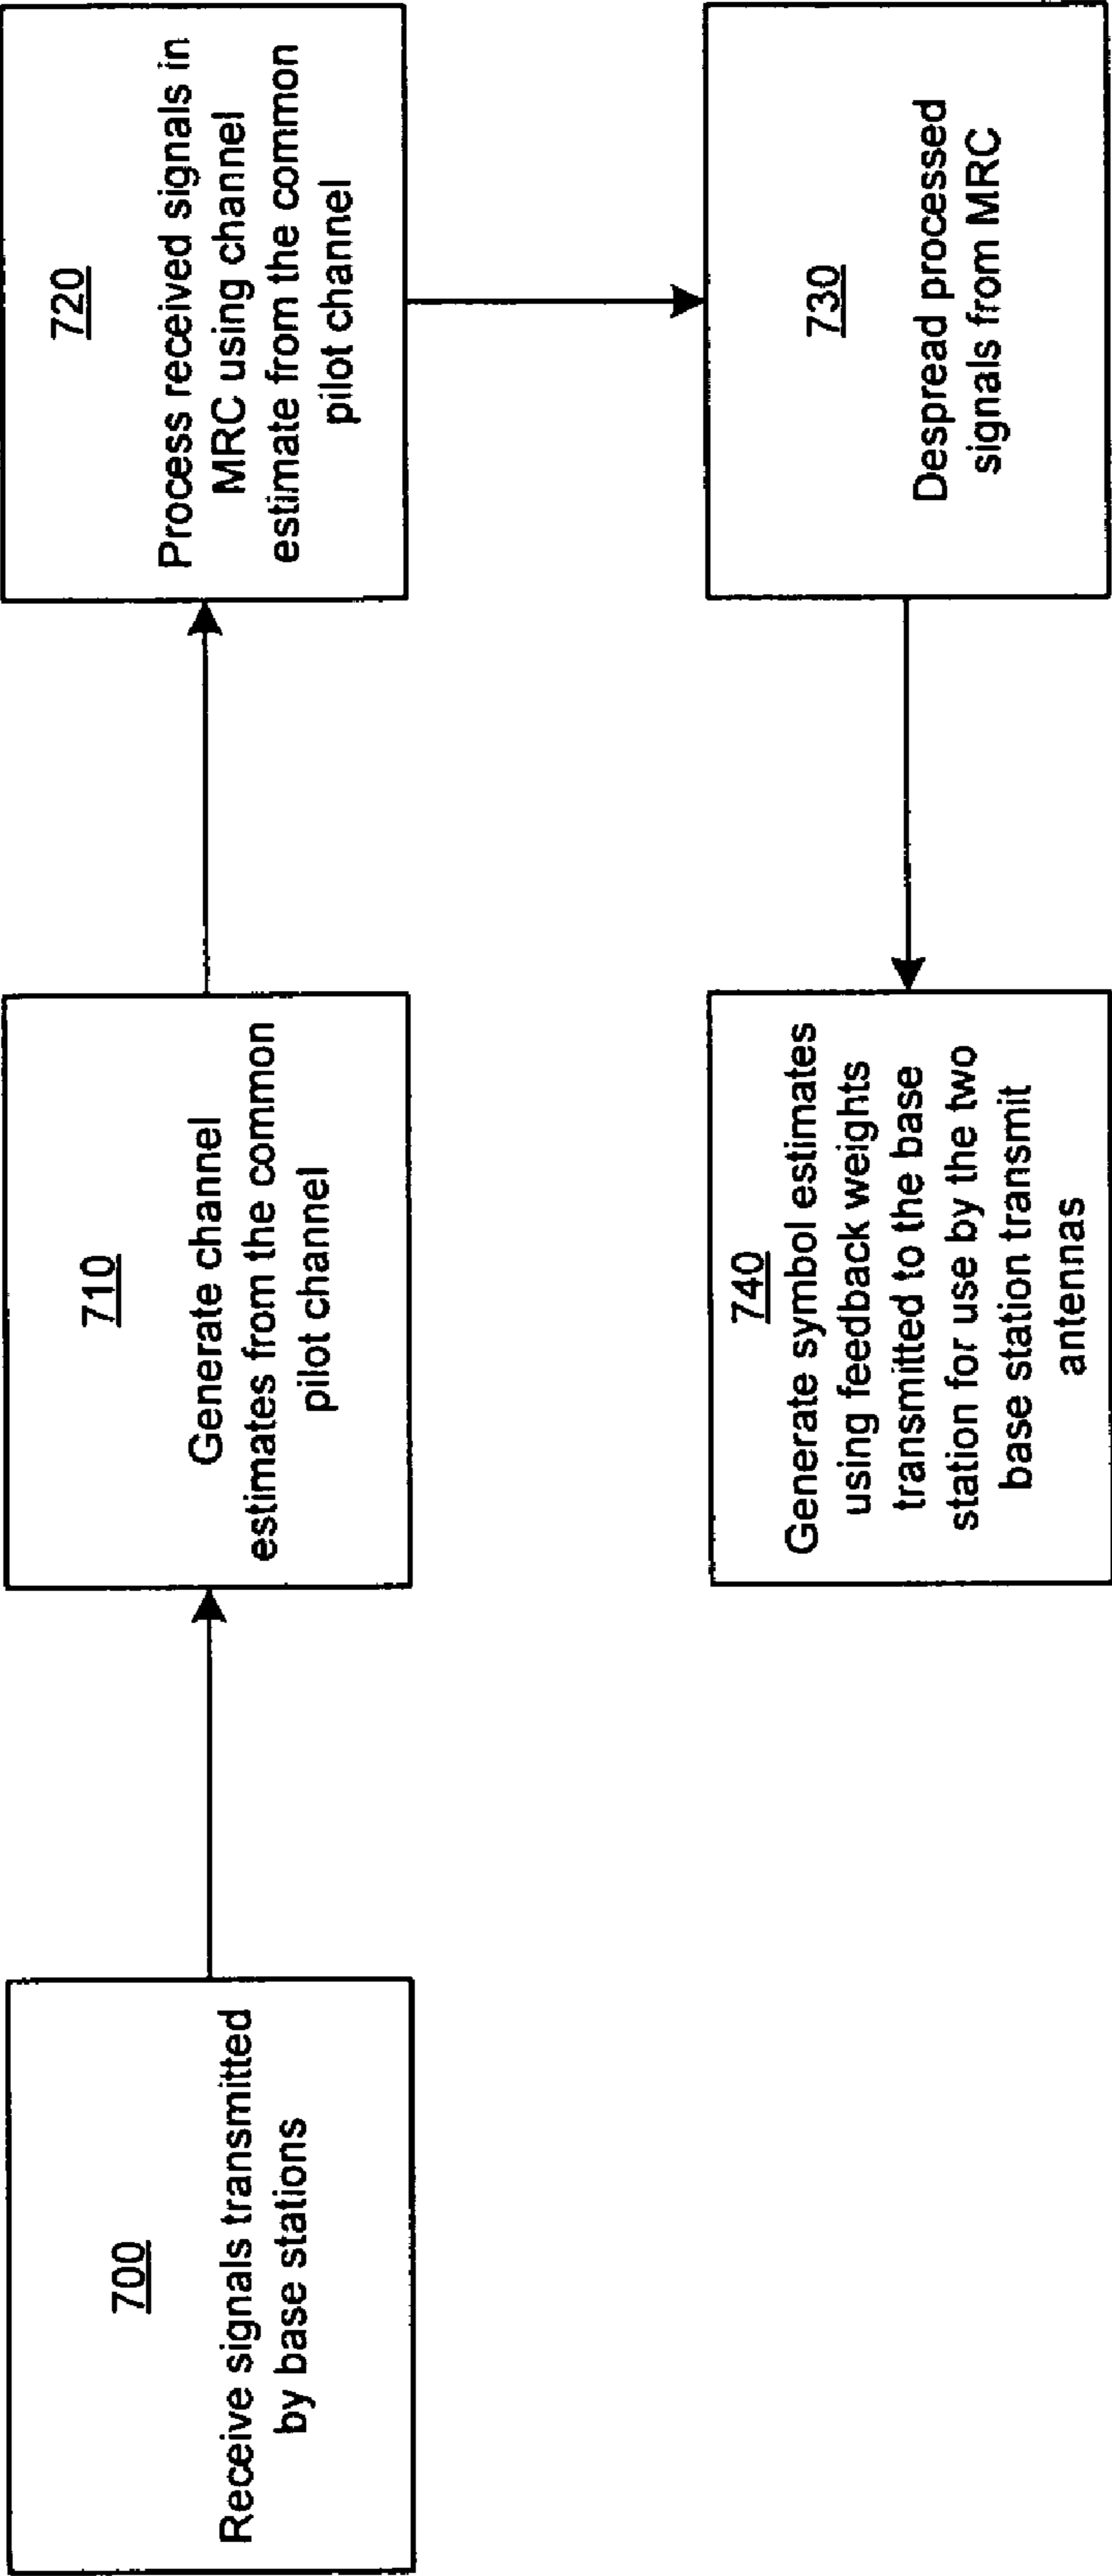 700
Receive signals transmitted
by base stations
710
Generate channel
estimates from the common
pilot channel
720
Process received signals in
MRC using channel
estimate from the common
pilot channel
730
Despread processed
signals from MRC
740
Generate symbol estimates
using feedback weights
transmitted to the base
station for use by the two
base station transmit
antennas